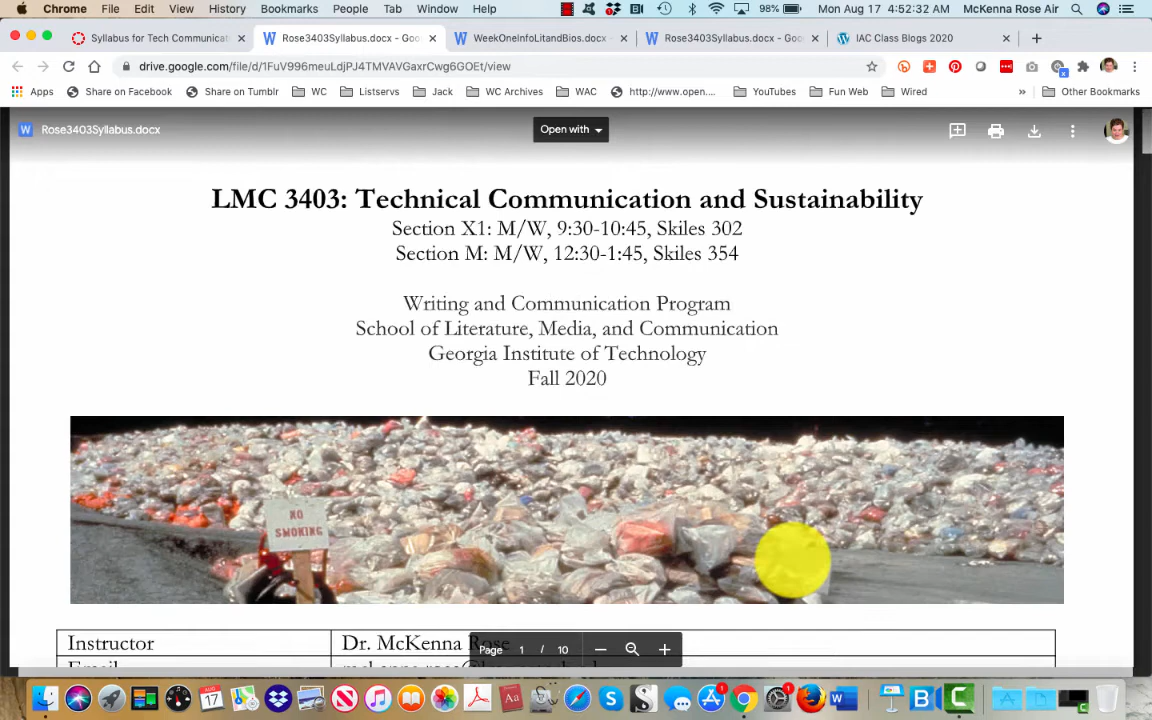 Chrome File Edit View History Bookmarks People Tab Window Help 98% Mon Aug 17 4:52:32 AM McKenna Rose Air
Syllabus for Tech Communicat × Rose3403Syllabus.docx - Goo × WeekOneInfoLitandBios.docx - × Rose3403Syllabus.docx - Goo × IAC Class Blogs 2020 ×
drive.google.com/file/d/1FuV996meuLdjPJ4TMVAVGaxrCwg6GOEt/view
Apps Share on Facebook Share on Tumblr WC Listservs Jack WC Archives WAC http://www.open.... YouTubes Fun Web Wired » Other Bookmarks
Rose3403Syllabus.docx
Open with
LMC 3403: Technical Communication and Sustainability
Section X1: M/W, 9:30-10:45, Skiles 302
Section M: M/W, 12:30-1:45, Skiles 354
Writing and Communication Program
School of Literature, Media, and Communication
Georgia Institute of Technology
Fall 2020
NO
SMOKING
Instructor Dr. McKenna Rose
Page 1 / 10
Email